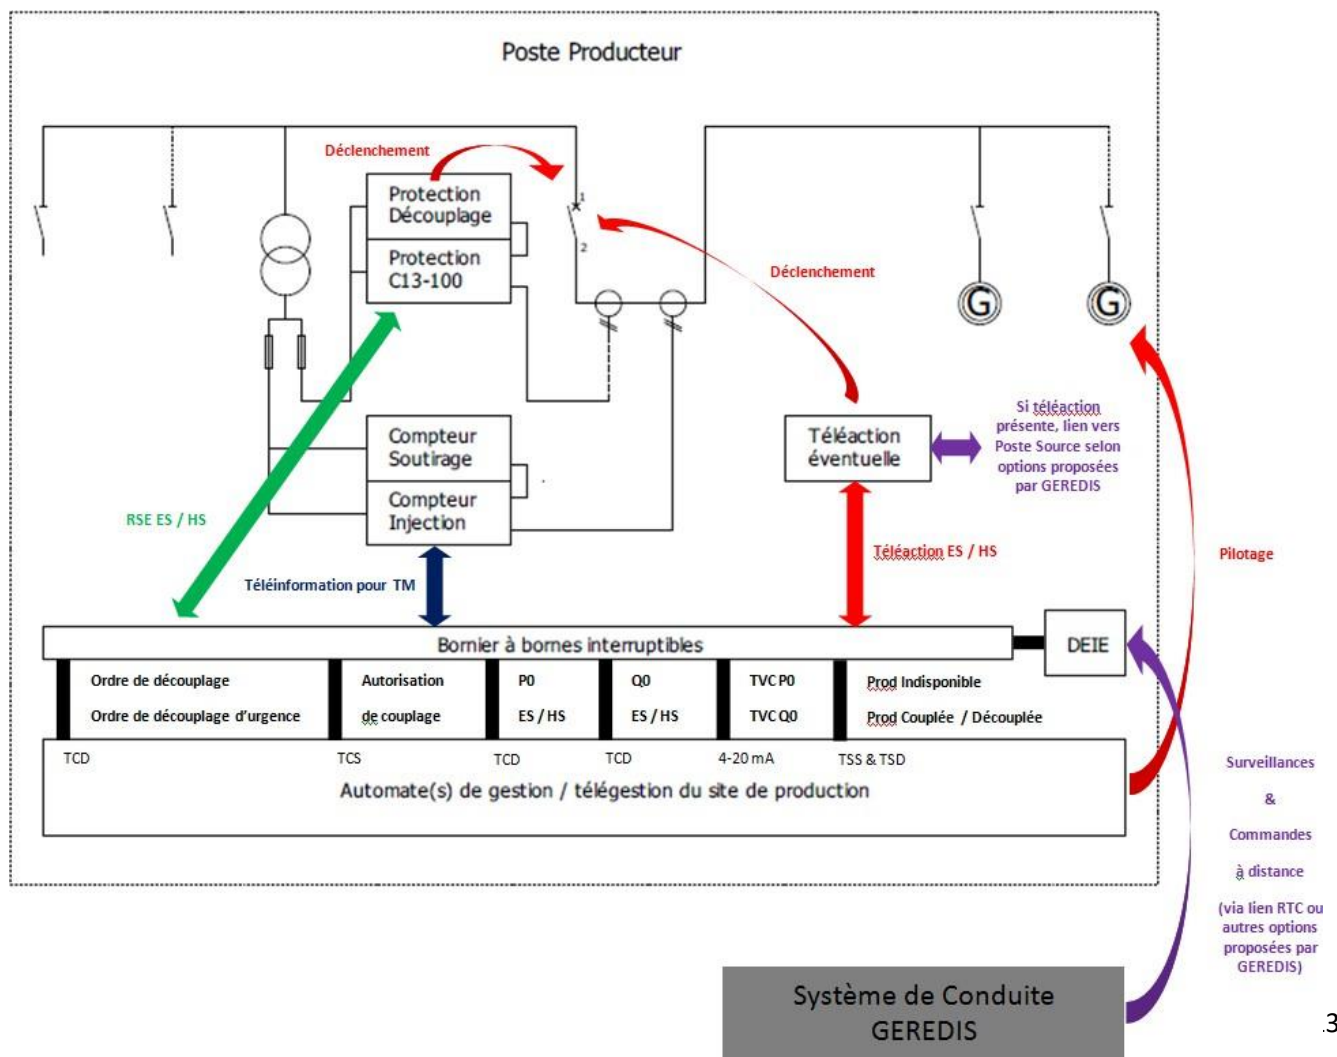 Poste Producteur
Déclenchement
Protection
Découplage
Protection
C13-100
1
2
Déclenchement
G
G
Compteur
Soutirage
Compteur
Injection
Téléaction
éventuelle
Si téléaction
présente, lien vers
Poste Source selon
options proposées
par GEREDIS
RSE ES / HS
Téléinformation pour TM
Téléaction ES / HS
Pilotage
Bornier à bornes interruptibles
DEIE
Ordre de découplage
Ordre de découplage d'urgence
Autorisation
de couplage
P0
ES / HS
Q0
ES / HS
TVC P0
TVC Q0
Prod Indisponible
Prod Couplée / Découplée
TCD
TCS
TCD
TCD
4-20 mA
TSS & TSD
Automate(s) de gestion / télégestion du site de production
Surveillances
&
Commandes
à distance
(via lien RTC ou
autres options
proposées par
GEREDIS)
Système de Conduite
GEREDIS
.3